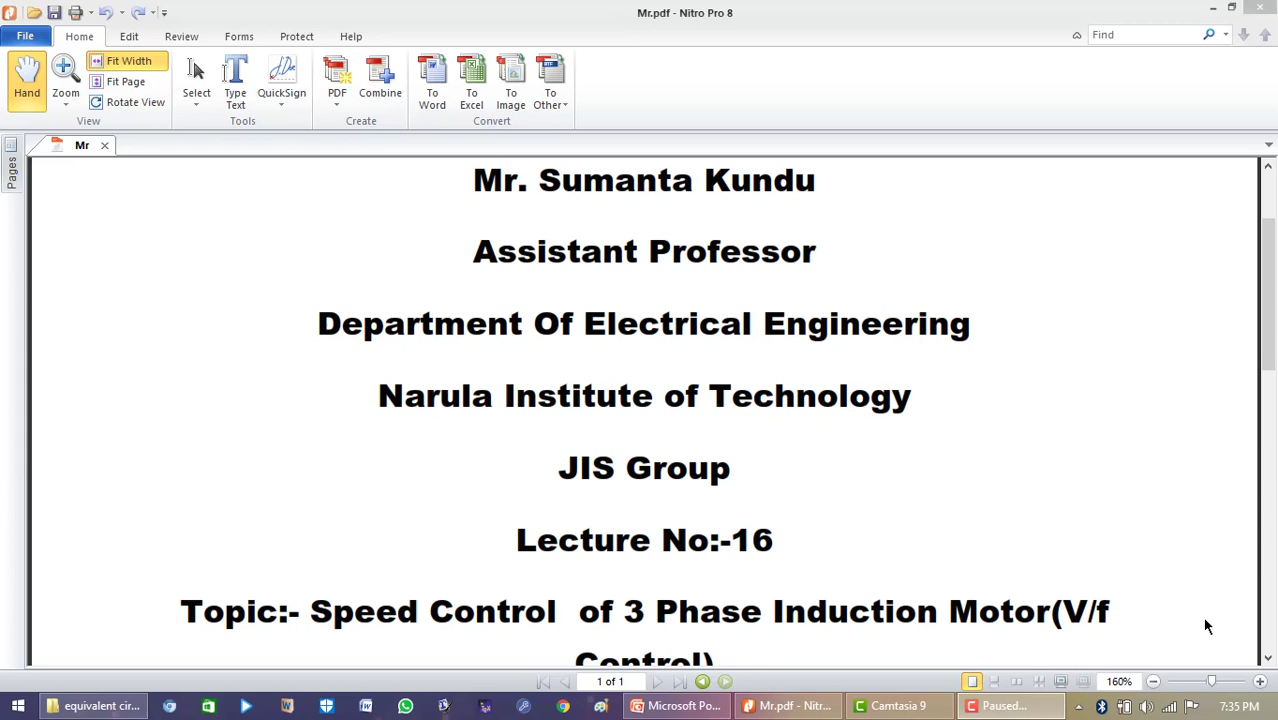 Mr.pdf - Nitro Pro 8
File Home Edit Review Forms Protect Help Find
Hand Zoom Fit Width Fit Page Rotate View Select Type Text QuickSign PDF Combine To Word To Excel To Image To Other
View Tools Create Convert
Mr
Pages
Mr. Sumanta Kundu
Assistant Professor
Department Of Electrical Engineering
Narula Institute of Technology
JIS Group
Lecture No:-16
Topic:- Speed Control of 3 Phase Induction Motor(V/f
Control)
1 of 1 160%
equivalent cir... Microsoft Po... Mr.pdf - Nitr... Camtasia 9 Paused... 7:35 PM